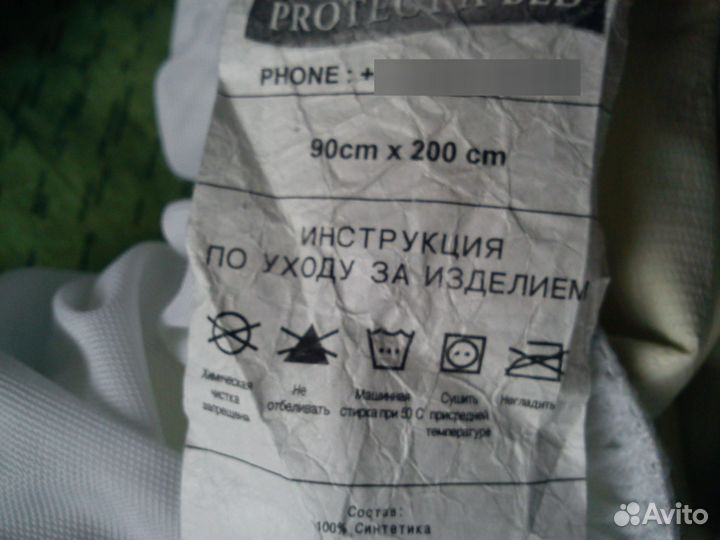 PROTECT-A-BED
PHONE : +
90cm x 200 cm
ИНСТРУКЦИЯ
ПО УХОДУ ЗА ИЗДЕЛИЕМ
Химическая чистка запрещена
Не отбеливать
Машинная стирка при 60 С
Сушить при средней температуре
Не гладить
Состав:
100% Синтетика
Avito